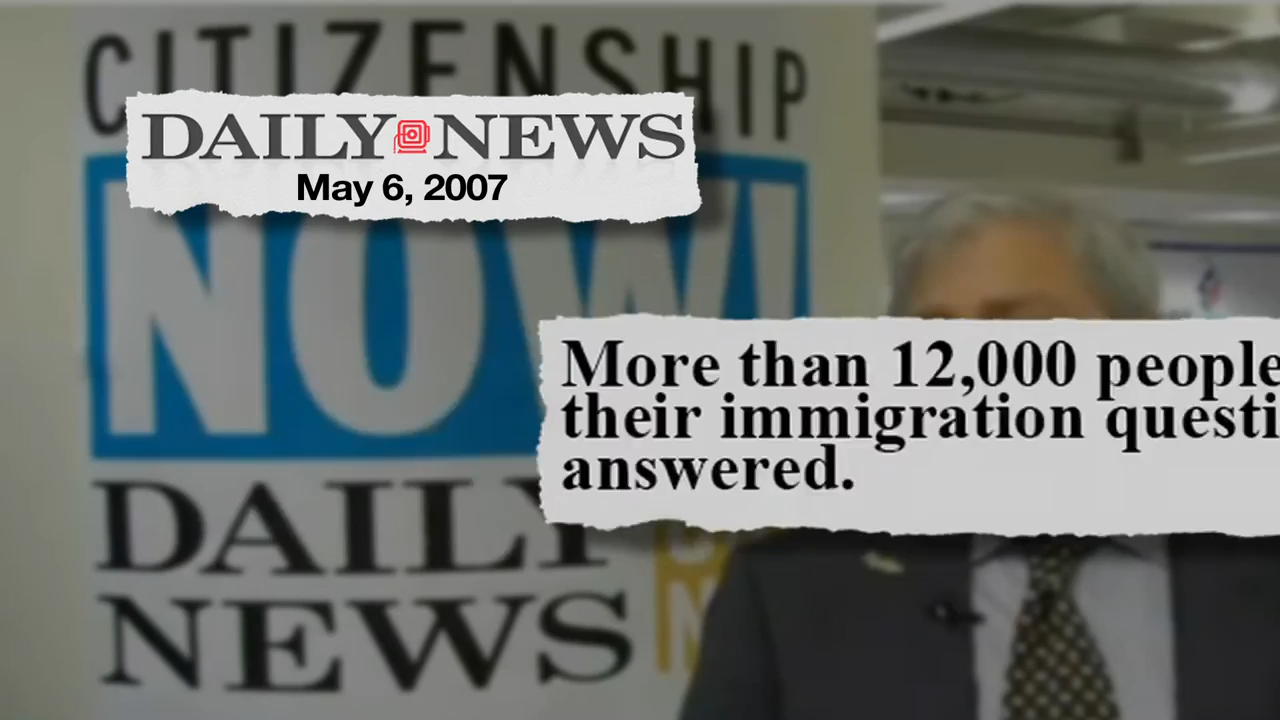 CITIZENSHIP
DAILY NEWS
May 6, 2007
NOW!
More than 12,000 people
their immigration questi
answered.
DAILY
NEWS